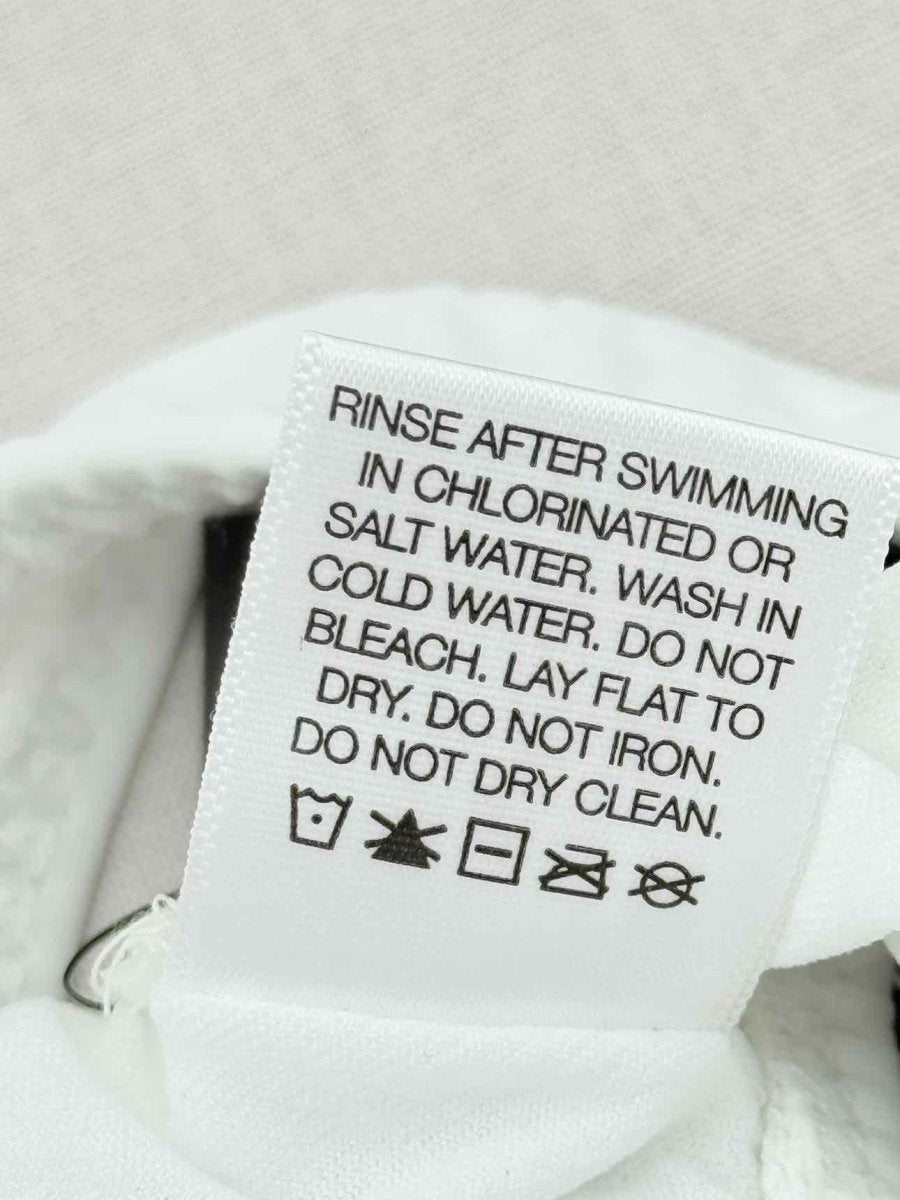 RINSE AFTER SWIMMING
IN CHLORINATED OR
SALT WATER. WASH IN
COLD WATER. DO NOT
BLEACH. LAY FLAT TO
DRY. DO NOT IRON.
DO NOT DRY CLEAN.